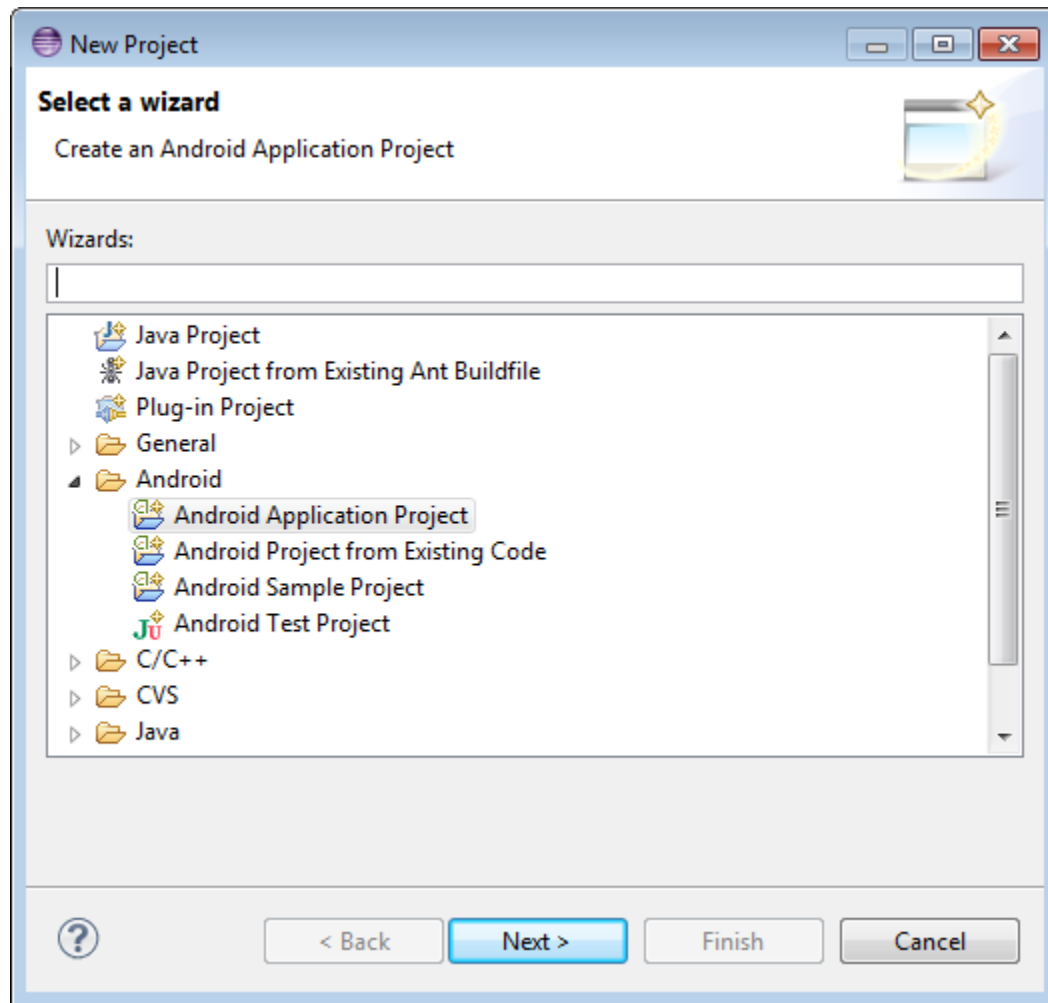 New Project
Select a wizard
Create an Android Application Project
Wizards:
Java Project
Java Project from Existing Ant Buildfile
Plug-in Project
General
Android
Android Application Project
Android Project from Existing Code
Android Sample Project
Android Test Project
C/C++
CVS
Java
< Back Next > Finish Cancel